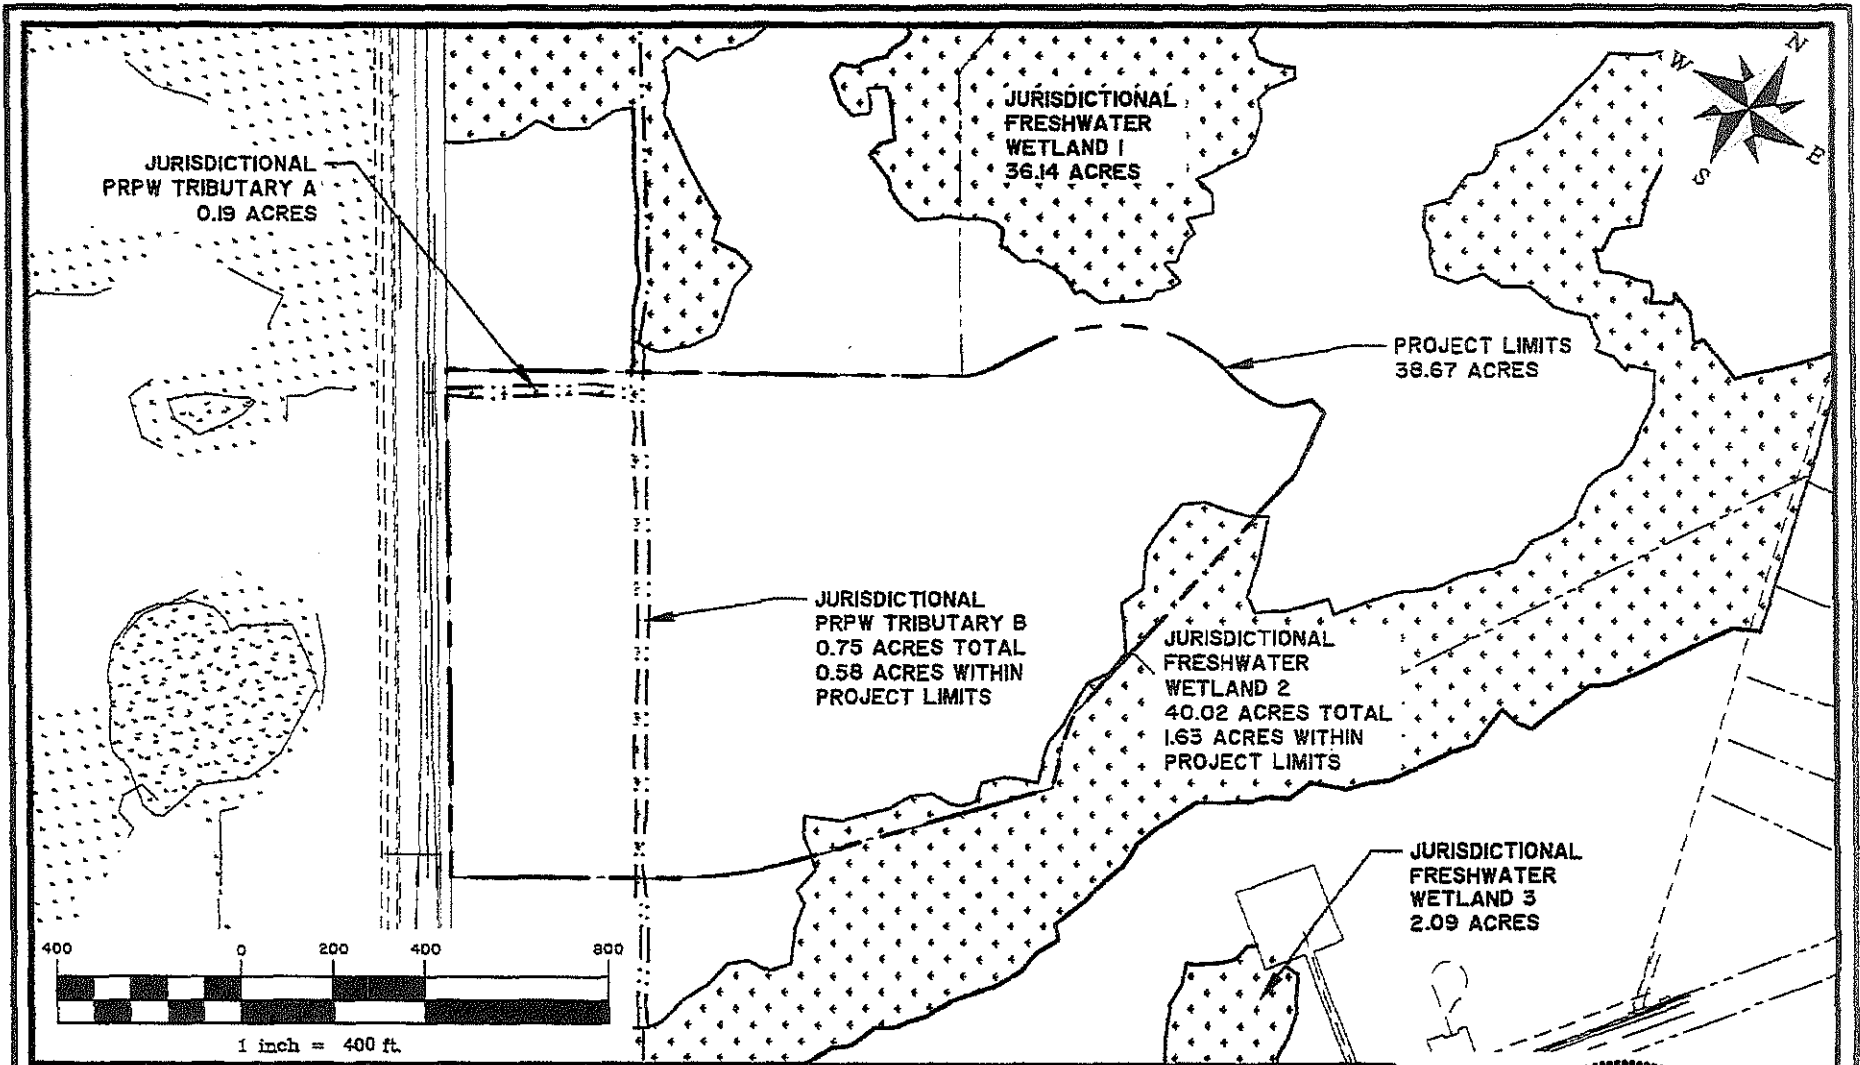 N
W
E
S
JURISDICTIONAL
FRESHWATER
WETLAND 1
36.14 ACRES
JURISDICTIONAL
PRPW TRIBUTARY A
0.19 ACRES
PROJECT LIMITS
38.67 ACRES
JURISDICTIONAL
PRPW TRIBUTARY B
0.75 ACRES TOTAL
0.58 ACRES WITHIN
PROJECT LIMITS
JURISDICTIONAL
FRESHWATER
WETLAND 2
40.02 ACRES TOTAL
1.63 ACRES WITHIN
PROJECT LIMITS
JURISDICTIONAL
FRESHWATER
WETLAND 3
2.09 ACRES
400 0 200 400 800
1 inch = 400 ft.